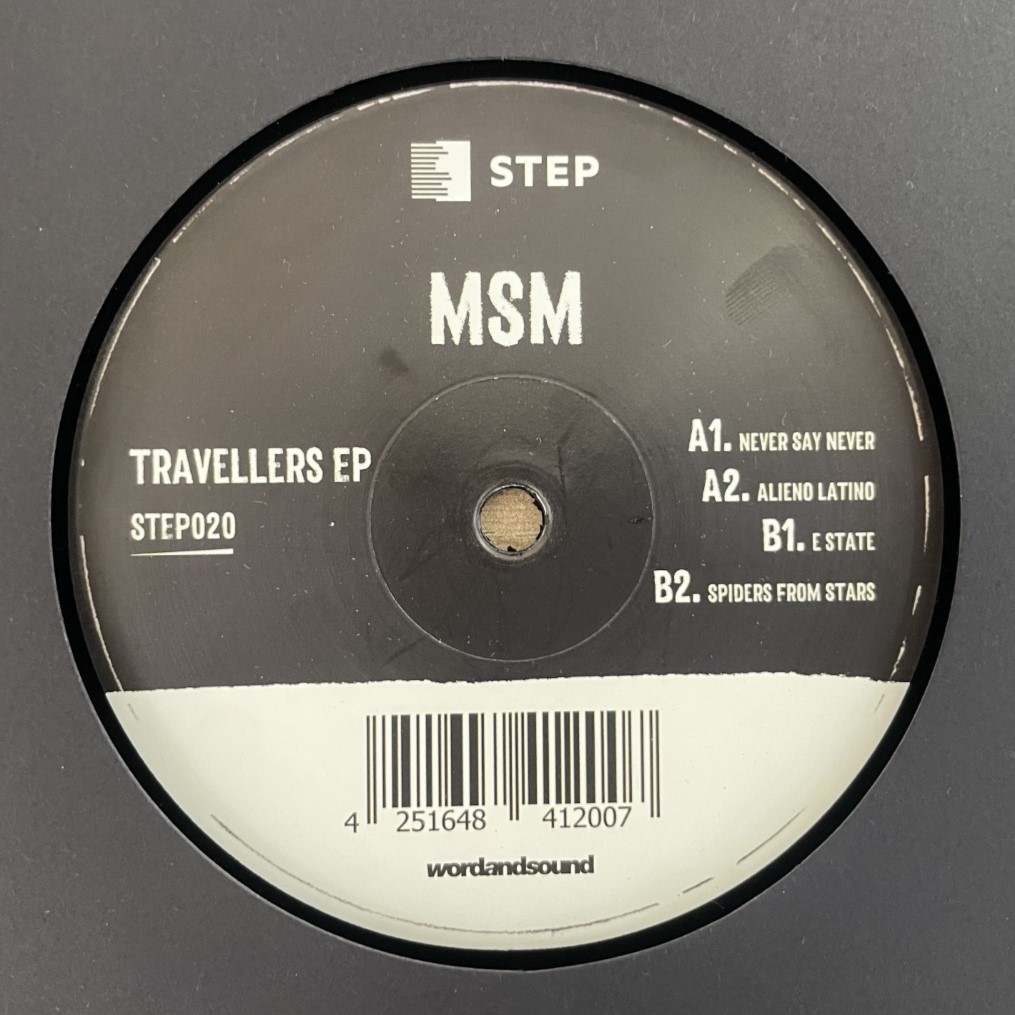 STEP
MSM
TRAVELLERS EP
STEP020
A1. NEVER SAY NEVER
A2. ALIENO LATINO
B1. E STATE
B2. SPIDERS FROM STARS
4 251648 412007
wordandsound